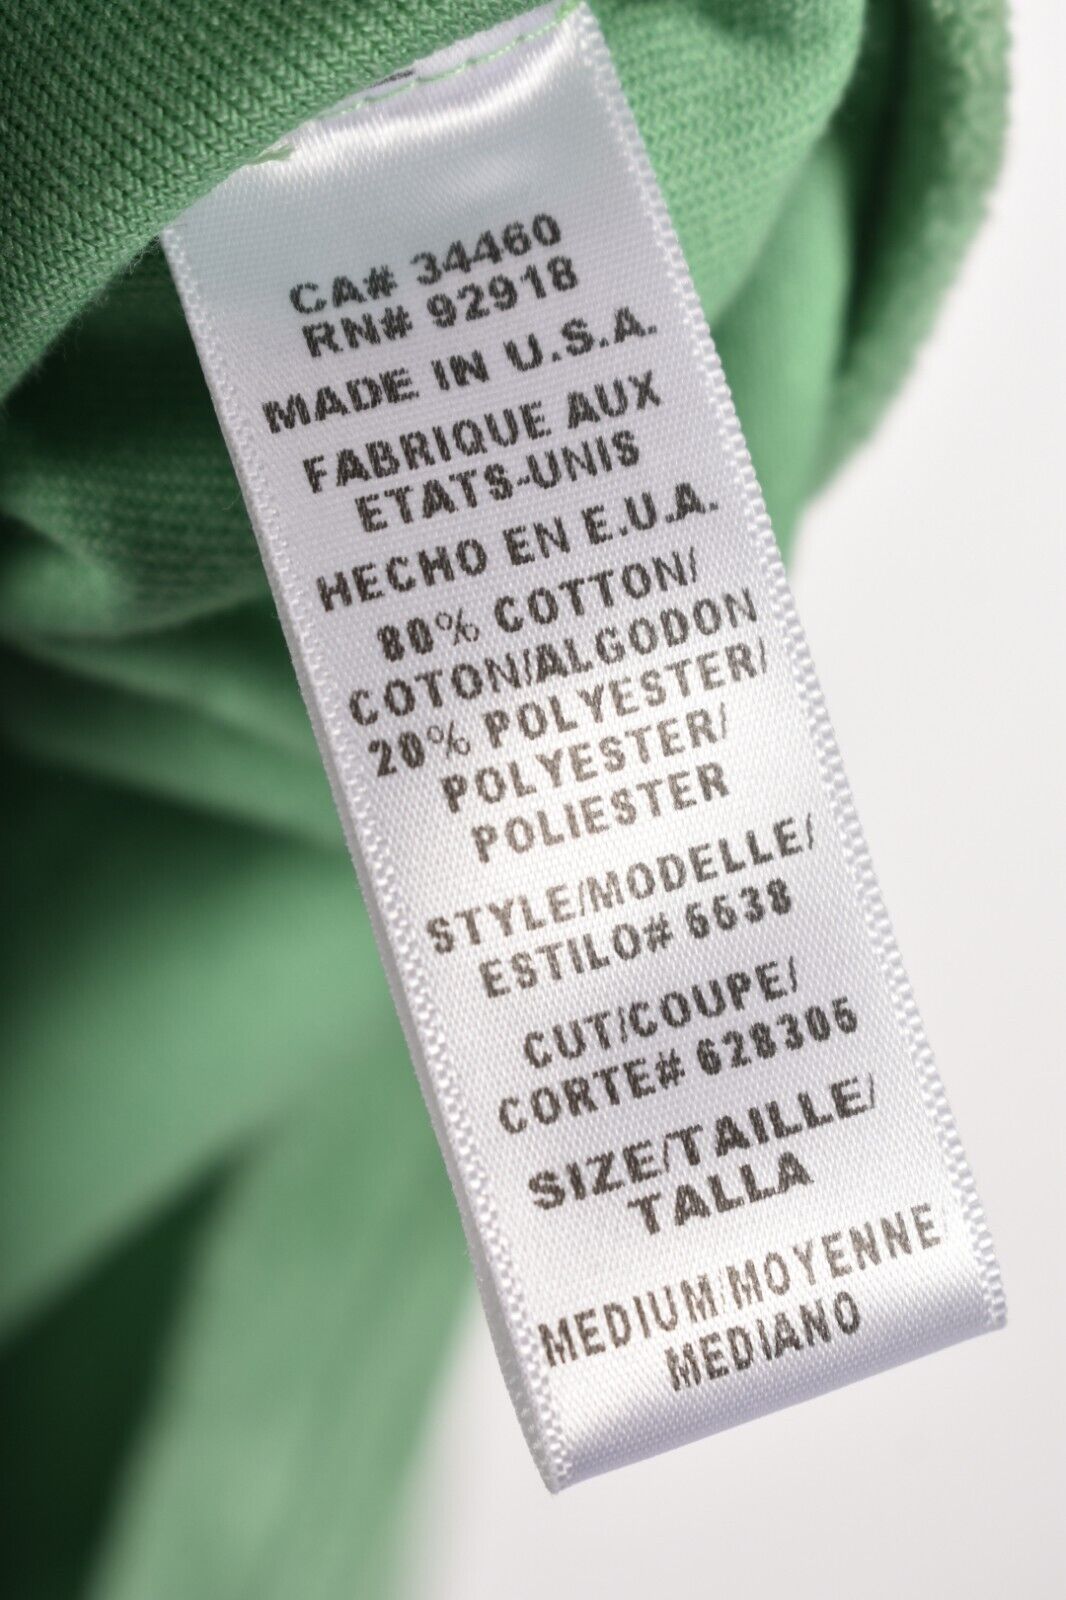 CA# 34460
RN# 92918
MADE IN U.S.A.
FABRIQUE AUX
ETATS-UNIS
HECHO EN E.U.A.
80% COTTON/
COTON/ALGODON
20% POLYESTER/
POLYESTER/
POLIESTER
STYLE/MODELLE/
ESTILO# 6638
CUT/COUPE/
CORTE# 628306
SIZE/TAILLE/
TALLA
MEDIUM/MOYENNE/
MEDIANO